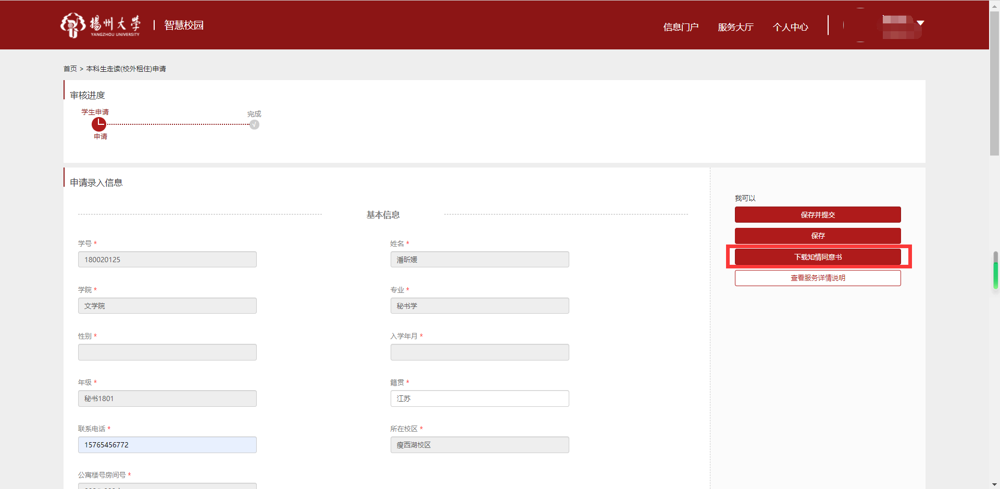 揚州大学
YANGZHOU UNIVERSITY
智慧校园
信息门户 服务大厅 个人中心
首页 > 本科生走读(校外租住)申请
审核进度
学生申请
完成
申请
申请录入信息
我可以
保存并提交
基本信息
保存
学号 * 姓名 *
180020125 潘昕媛
下载知情同意书
查看服务详情说明
学院 * 专业 *
文学院 秘书学
性别 * 入学年月 *
年级 * 籍贯 *
秘书1801 江苏
联系电话 * 所在校区 *
15765456772 瘦西湖校区
公寓楼号房间号 *